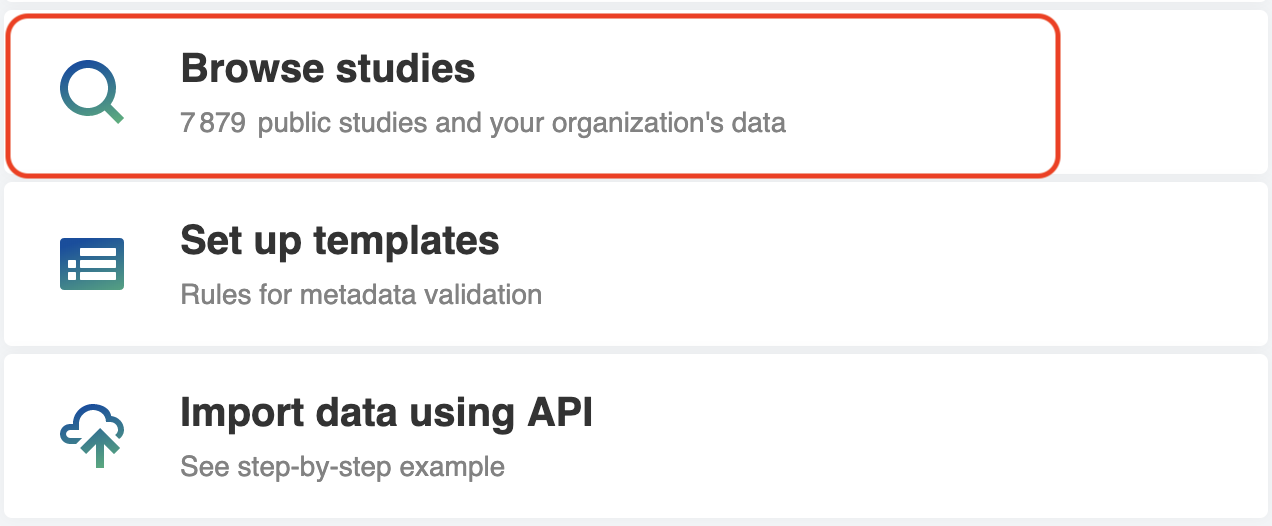 Browse studies
7 879 public studies and your organization's data
Set up templates
Rules for metadata validation
Import data using API
See step-by-step example